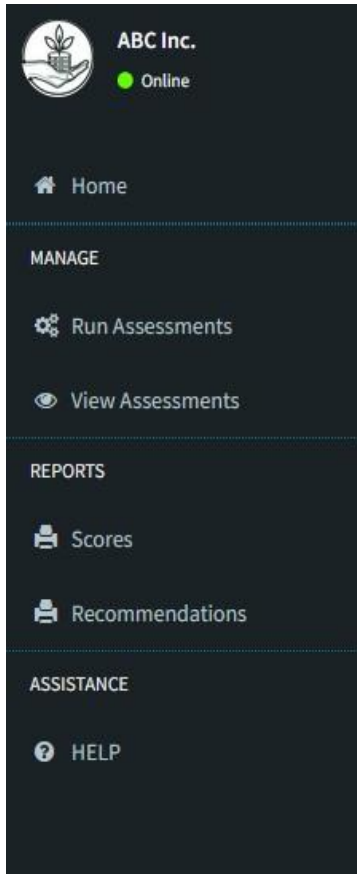 ABC Inc.
Online
Home
MANAGE
Run Assessments
View Assessments
REPORTS
Scores
Recommendations
ASSISTANCE
HELP